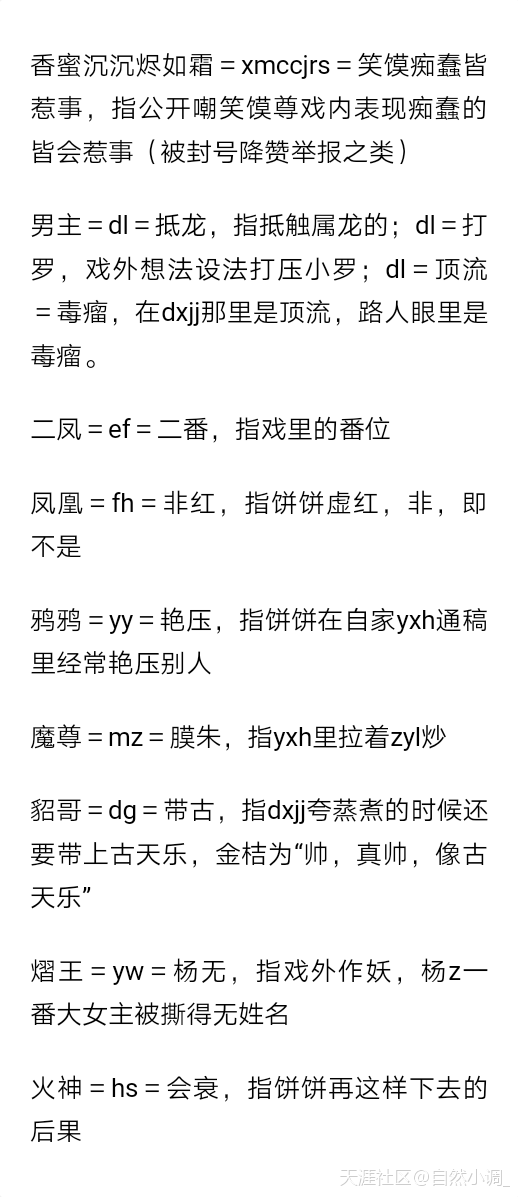 香蜜沉沉烬如霜＝xmccjrs＝笑馍痴蠢皆
惹事，指公开嘲笑馍尊戏内表现痴蠢的
皆会惹事（被封号降赞举报之类）
男主＝dl＝抵龙，指抵触属龙的；dl＝打
罗，戏外想法设法打压小罗；dl＝顶流
＝毒瘤，在dxjj那里是顶流，路人眼里是
毒瘤。
二凤＝ef＝二番，指戏里的番位
凤凰＝fh＝非红，指饼饼虚红，非，即
不是
鸦鸦＝yy＝艳压，指饼饼在自家yxh通稿
里经常艳压别人
魔尊＝mz＝膜朱，指yxh里拉着zyl炒
貂哥＝dg＝带古，指dxjj夸蒸煮的时候还
要带上古天乐，金桔为“帅，真帅，像古
天乐”
熠王＝yw＝杨无，指戏外作妖，杨z一
番大女主被撕得无姓名
火神＝hs＝会衰，指饼饼再这样下去的
后果
天涯社区@自然小调_